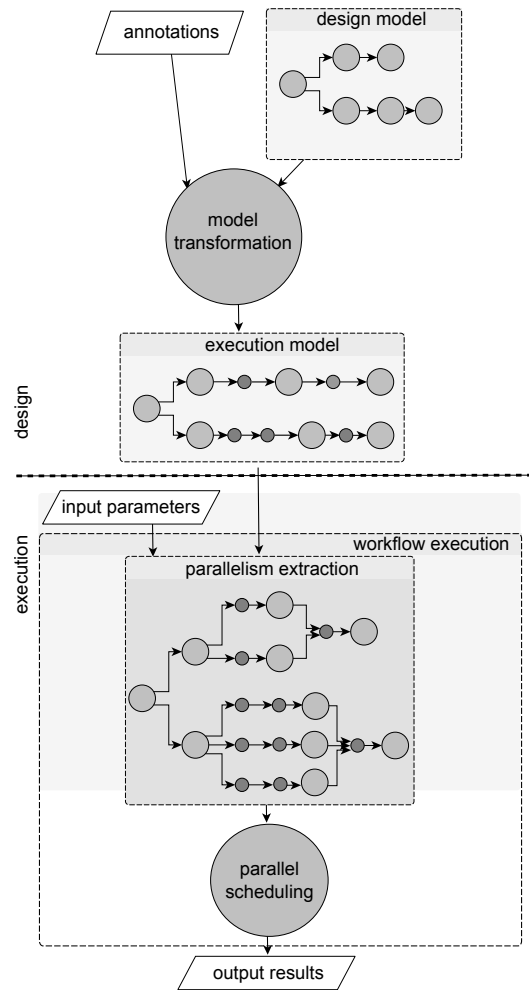 design model
annotations
model
transformation
execution model
design
input parameters
execution
workflow execution
parallelism extraction
parallel
scheduling
output results